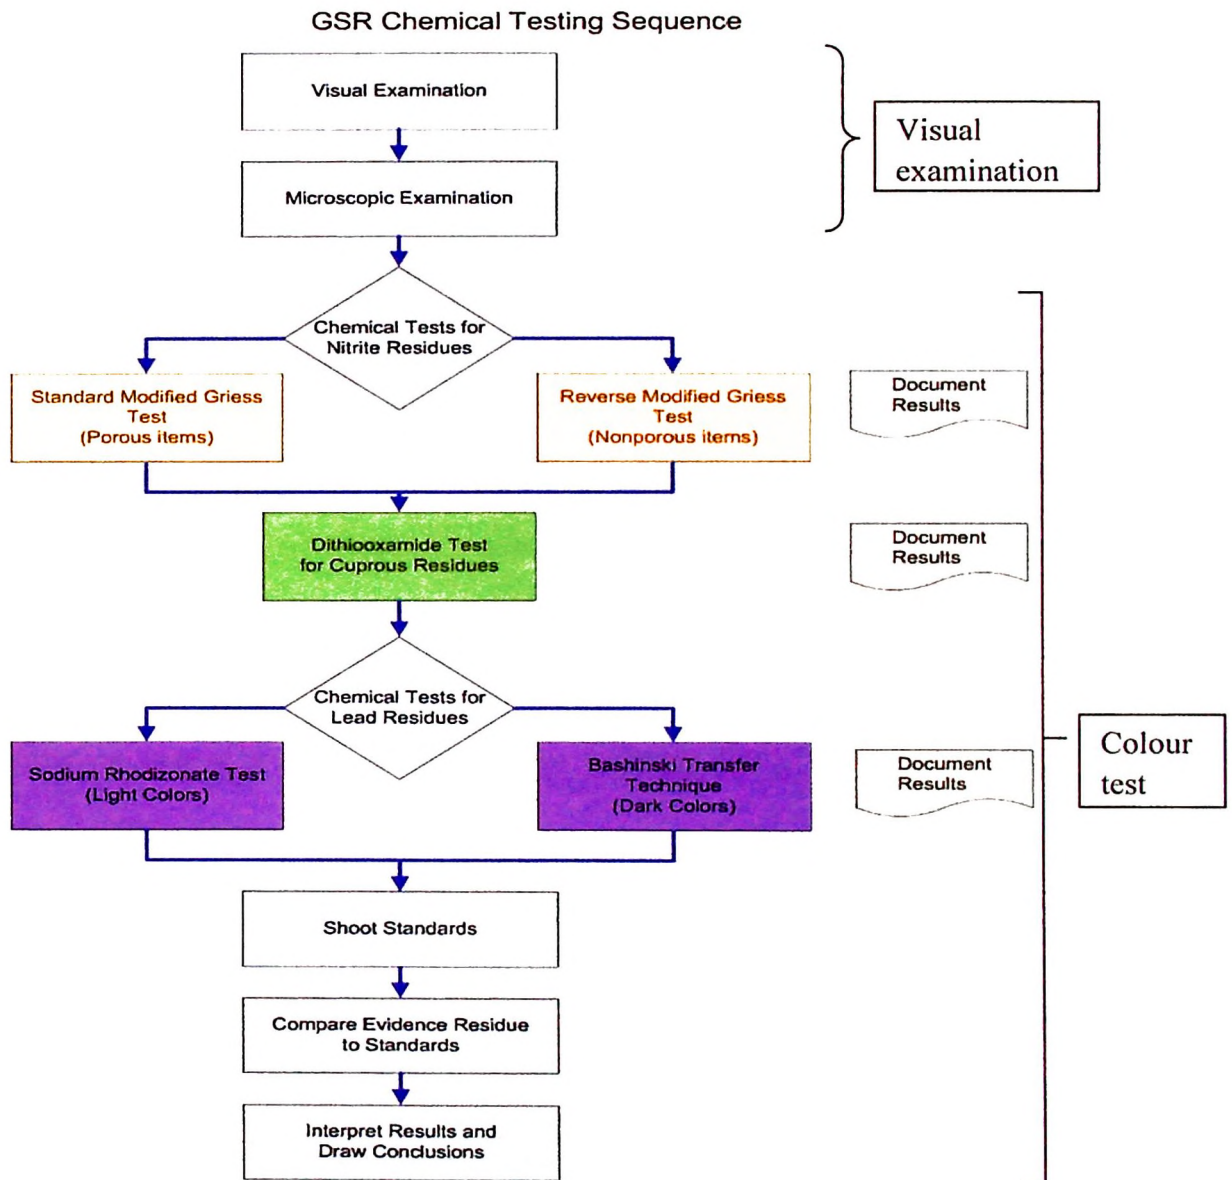 GSR Chemical Testing Sequence
Visual Examination
Visual
examination
Microscopic Examination
Chemical Tests for
Nitrite Residues
Standard Modified Griess
Test
(Porous items)
Reverse Modified Griess
Test
(Nonporous items)
Document
Results
Dithiooxamide Test
for Cuprous Residues
Document
Results
Chemical Tests for
Lead Residues
Sodium Rhodizonate Test
(Light Colors)
Bashinski Transfer
Technique
(Dark Colors)
Document
Results
Colour
test
Shoot Standards
Compare Evidence Residue
to Standards
Interpret Results and
Draw Conclusions